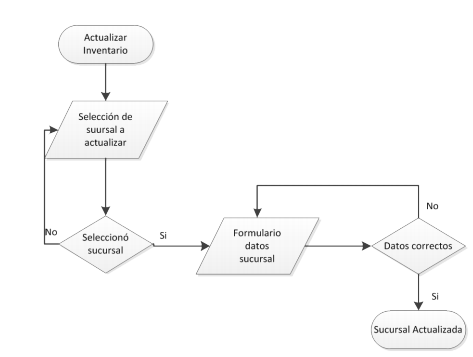 Actualizar
Inventario
Selección de
suursal a
actualizar
No
Seleccionó
sucursal
Si
Formulario
datos
sucursal
No
Datos correctos
Si
Sucursal Actualizada